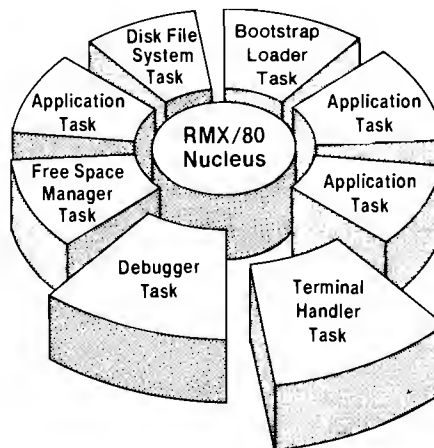 Disk File
System
Task
Bootstrap
Loader
Task
Application
Task
RMX/80
Nucleus
Application
Task
Free Space
Manager
Task
Application
Task
Debugger
Task
Terminal
Handler
Task